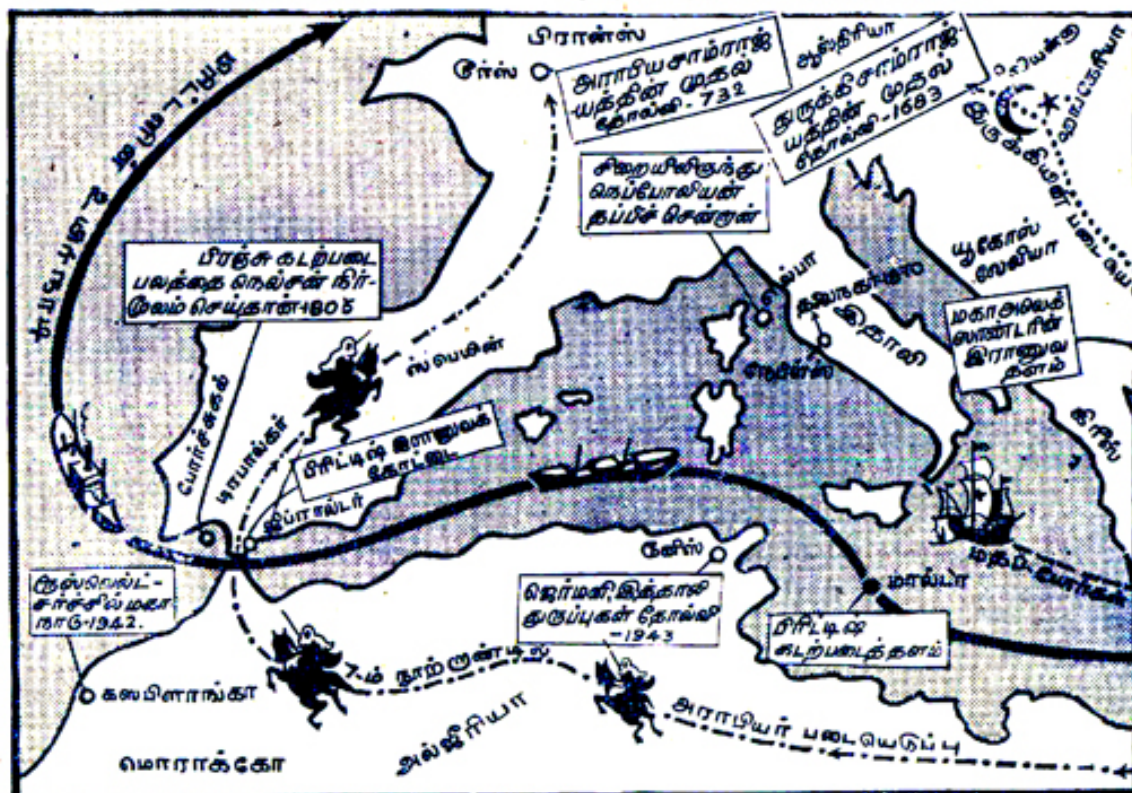 பிரான்ஸ்
டூர்ஸ்
அராபிய சாம்ராஜ்
யத்தின் முதல்
தோல்வி - 732
ஆஸ்திரியா
துருக்கி சாம்ராஜ்
யத்தின் முதல்
தோல்வி - 1683
துருக்கியின் படையெ
சிறையிலிருந்து
நெப்போலியன்
தப்பிச் சென்றான்
பிரஞ்சு கடற்படை
பலத்தை நெல்சன் நிர்-
மூலம் செய்தான் 1805
எல்பா
இதாலி
யூகோஸ்
லேவியா
மகா அலெக்
ஸாண்டரின்
இராணுவ
தளம்
கிரீஸ்
ஸ்பெயின்
போர்ச்சுகல்
டிரபால்கர்
பிரிட்டிஷ் இராணுவக்
கோட்டை
ஜிப்ரால்டர்
நேபிள்ஸ்
ரூஸ்வெல்ட்-
சர்ச்சில் மகா
நாடு-1942.
டூனிஸ்
ஜெர்மனி, இத்தாலி
துருப்புகள் தோல்வி
-1943
மால்டா
பிரிட்டிஷ்
கடற்படைத்தளம்
கஸபிளாங்கா
7-ம் நூற்றாண்டில்
அராபியர் படையெடுப்பு
அல்ஜீரியா
மொராக்கோ